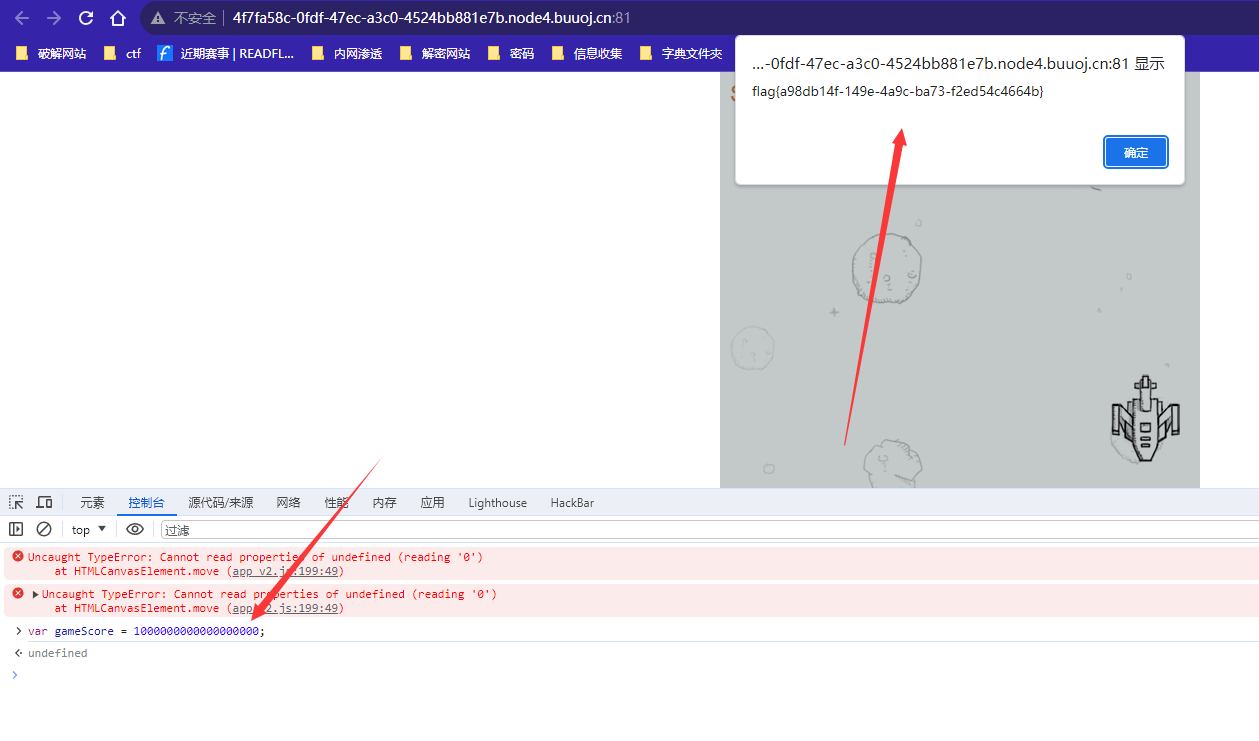 不安全 4f7fa58c-0fdf-47ec-a3c0-4524bb881e7b.node4.buuoj.cn:81
破解网站 ctf 近期赛事 | READFL... 内网渗透 解密网站 密码 信息收集 字典文件夹
...-0fdf-47ec-a3c0-4524bb881e7b.node4.buuoj.cn:81 显示
flag{a98db14f-149e-4a9c-ba73-f2ed54c4664b}
确定
元素 控制台 源代码/来源 网络 性能 内存 应用 Lighthouse HackBar
top 过滤
Uncaught TypeError: Cannot read properties of undefined (reading '0')
at HTMLCanvasElement.move (app_v2.js:199:49)
Uncaught TypeError: Cannot read properties of undefined (reading '0')
at HTMLCanvasElement.move (app_v2.js:199:49)
var gameScore = 1000000000000000000;
undefined